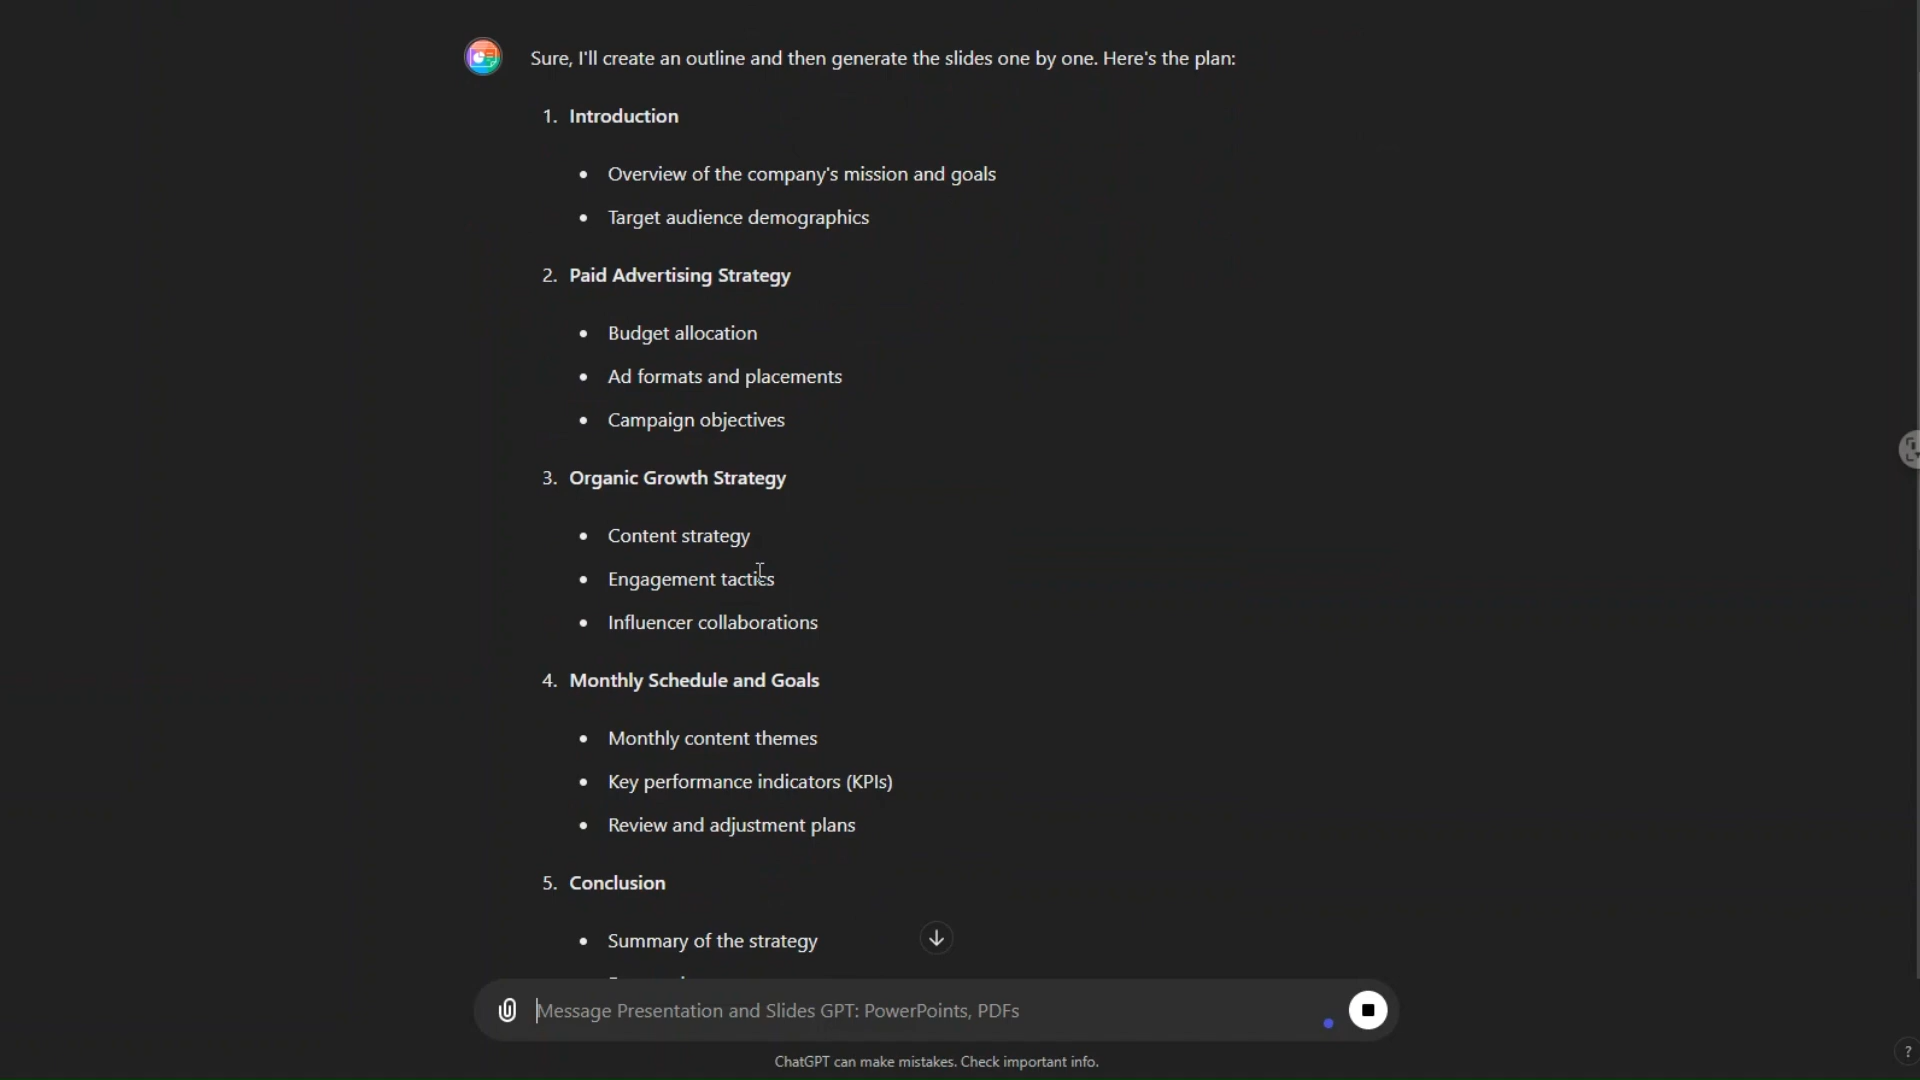 Sure, I'll create an outline and then generate the slides one by one. Here's the plan:
1. Introduction
• Overview of the company's mission and goals
• Target audience demographics
2. Paid Advertising Strategy
• Budget allocation
• Ad formats and placements
• Campaign objectives
3. Organic Growth Strategy
• Content strategy
• Engagement tactics
• Influencer collaborations
4. Monthly Schedule and Goals
• Monthly content themes
• Key performance indicators (KPIs)
• Review and adjustment plans
5. Conclusion
• Summary of the strategy
Message Presentation and Slides GPT: PowerPoints, PDFs
ChatGPT can make mistakes. Check important info.
?